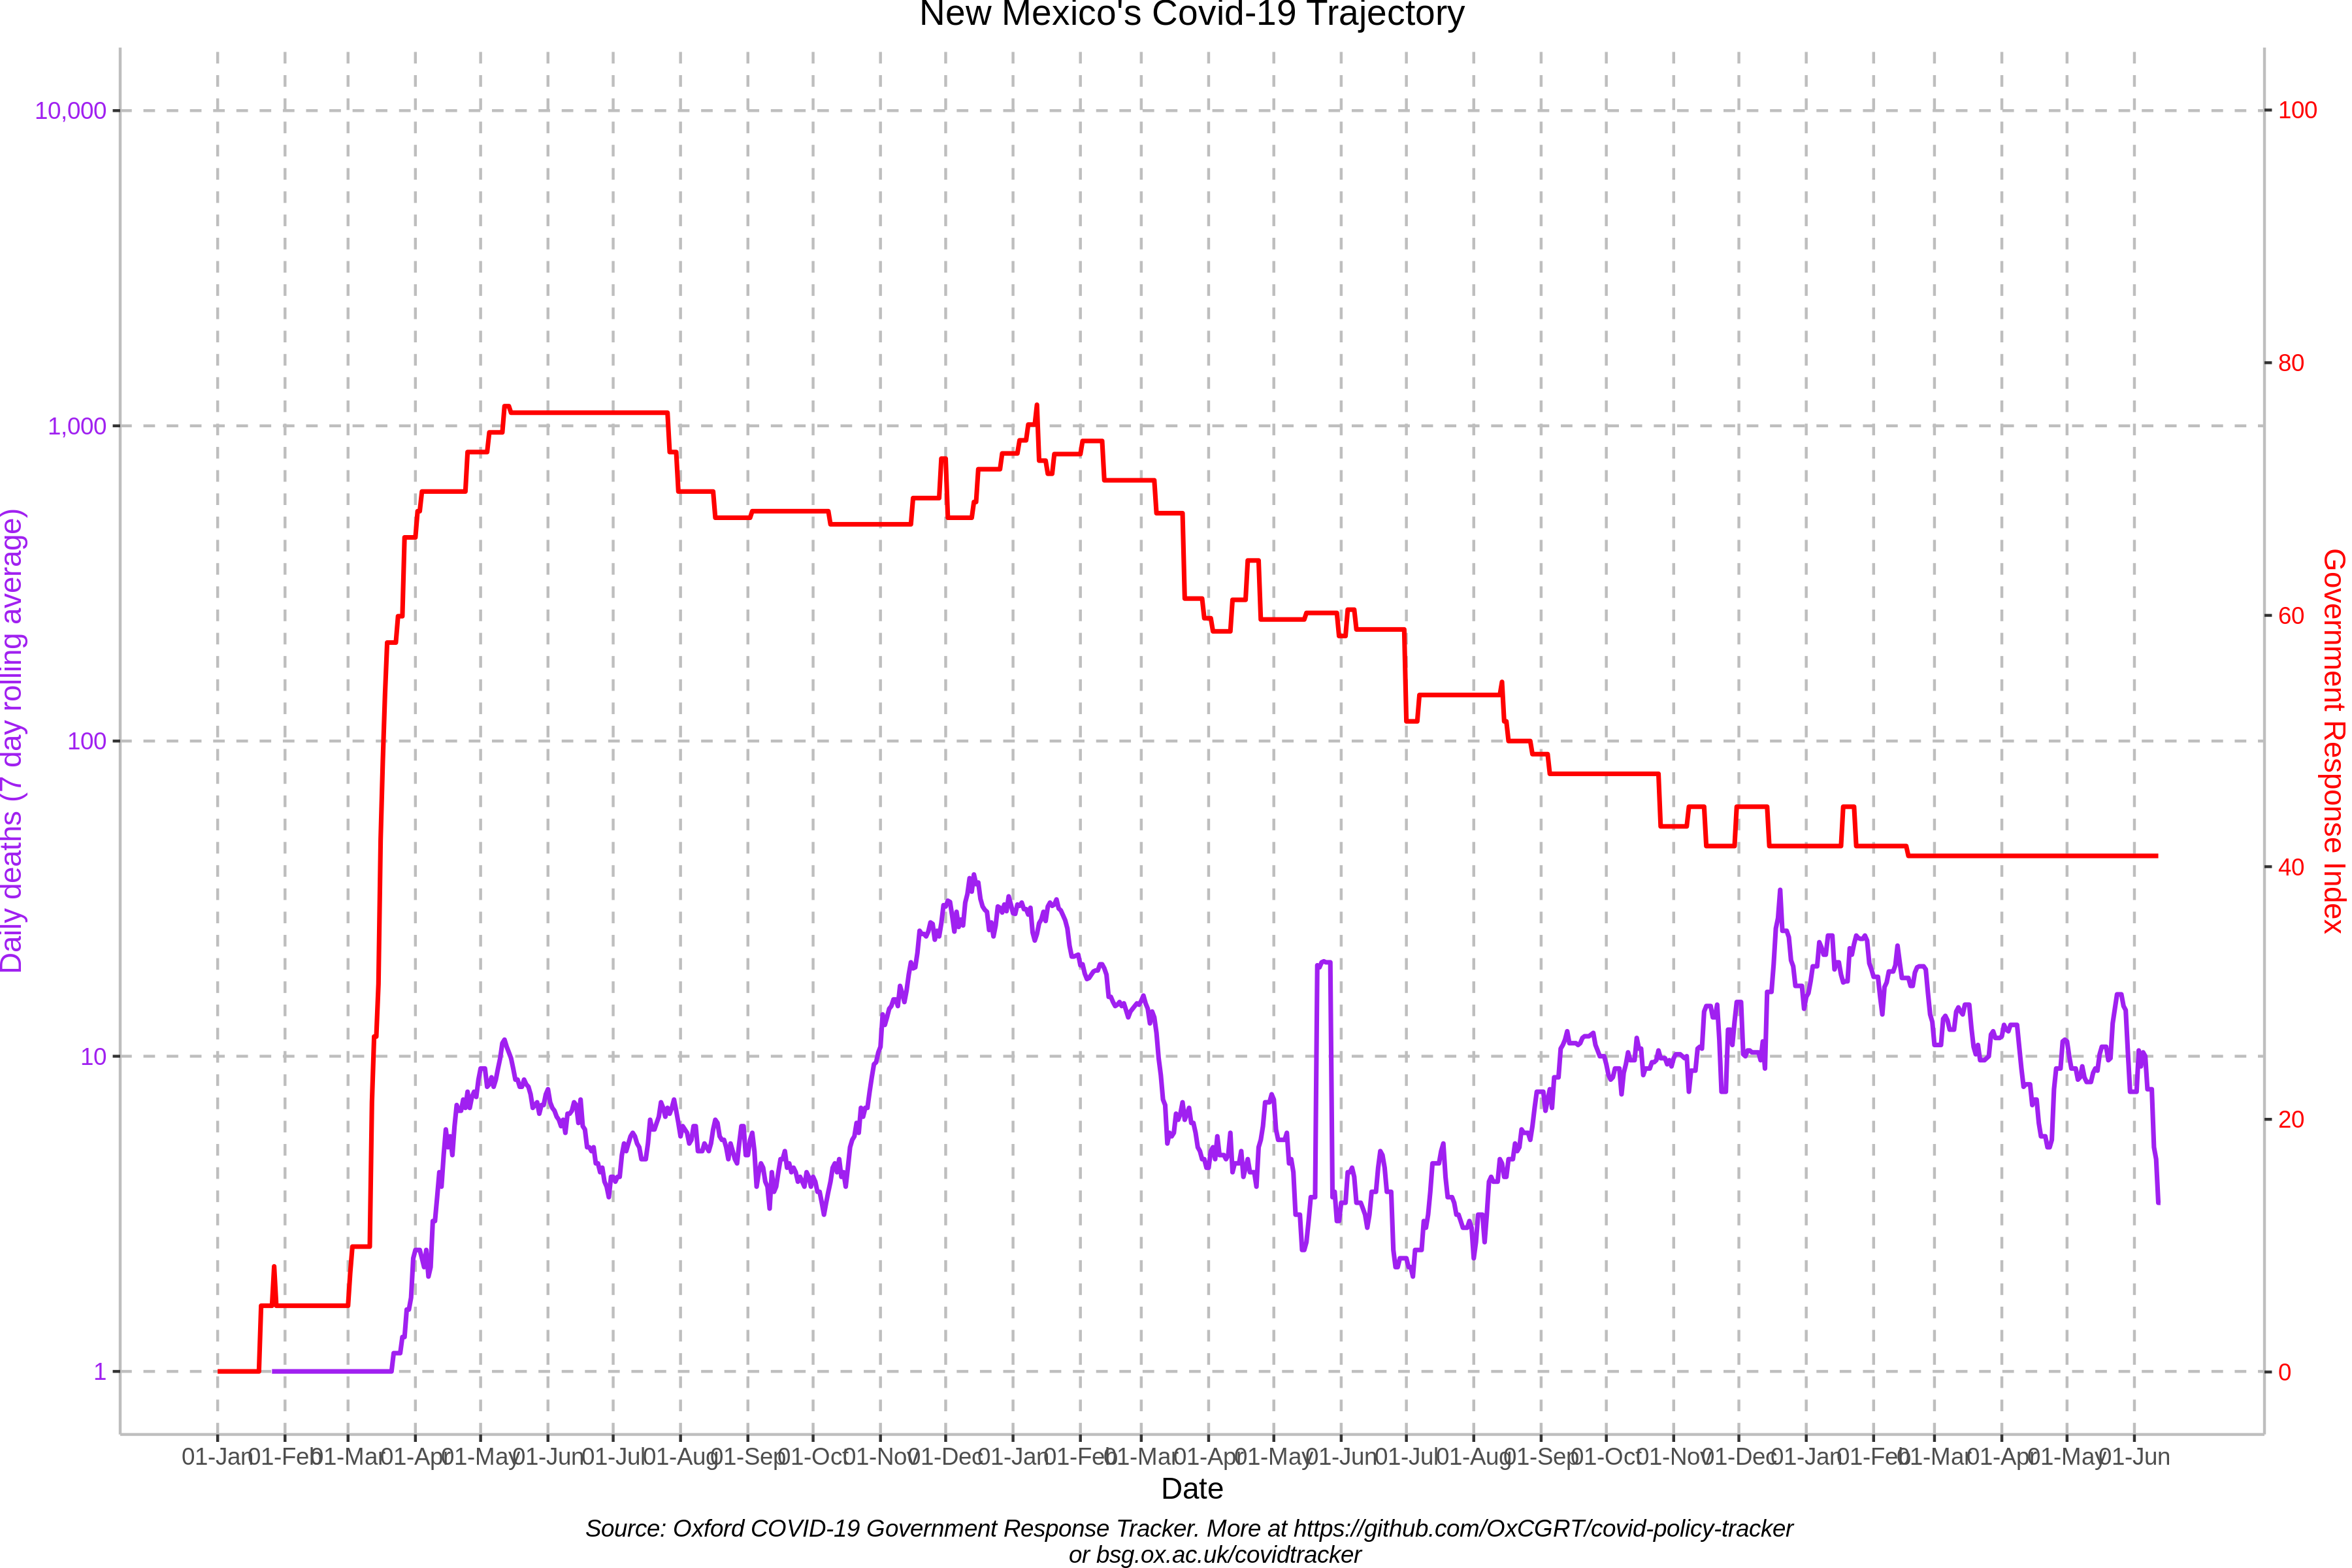 New Mexico's Covid-19 Trajectory
10,000
1,000
100
10
1
Daily deaths (7 day rolling average)
100
80
60
40
20
0
Government Response Index
01-Jan 01-Feb 01-Mar 01-Apr 01-May 01-Jun 01-Jul 01-Aug 01-Sep 01-Oct 01-Nov 01-Dec 01-Jan 01-Feb 01-Mar 01-Apr 01-May 01-Jun 01-Jul 01-Aug 01-Sep 01-Oct 01-Nov 01-Dec 01-Jan 01-Feb 01-Mar 01-Apr 01-May 01-Jun
Date
Source: Oxford COVID-19 Government Response Tracker. More at https://github.com/OxCGRT/covid-policy-tracker
or bsg.ox.ac.uk/covidtracker